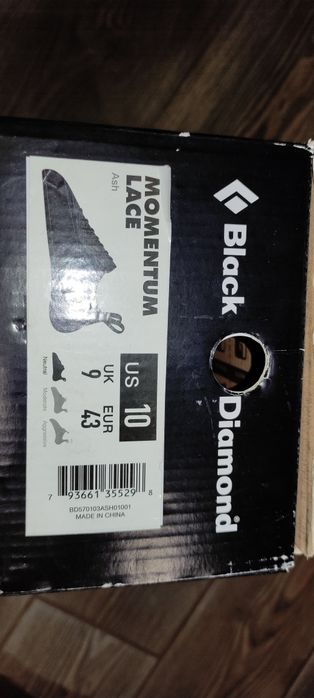 Black Diamond
MOMENTUM
LACE
Ash
US 10
UK 9
EUR 43
Neutral
Moderate
Aggressive
7 93661 35529 8
BD570103ASH01001
MADE IN CHINA